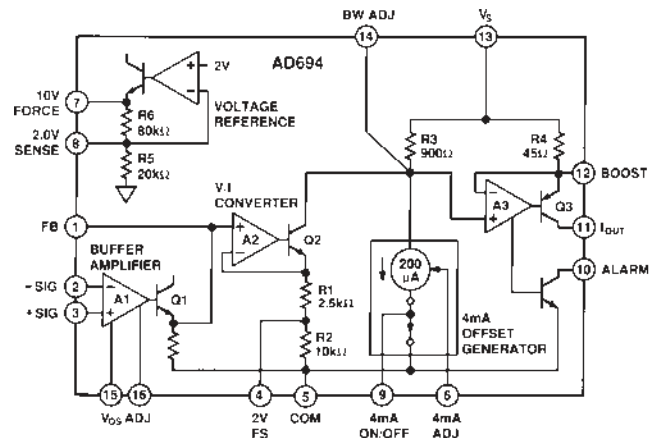 BW ADJ
Vs
14
13
AD694
2V
VOLTAGE
REFERENCE
10V
FORCE
7
R6
80kΩ
2.0V
SENSE
8
R5
20kΩ
R3
900Ω
R4
45Ω
12
BOOST
V-I
CONVERTER
A3
Q3
FB
1
A2
Q2
11
IOUT
BUFFER
AMPLIFIER
200
µA
10
ALARM
-SIG
2
A1
Q1
R1
2.5kΩ
+SIG
3
4mA
OFFSET
GENERATOR
R2
10kΩ
15
16
4
5
9
6
VOS ADJ
2V
FS
COM
4mA
ON/OFF
4mA
ADJ